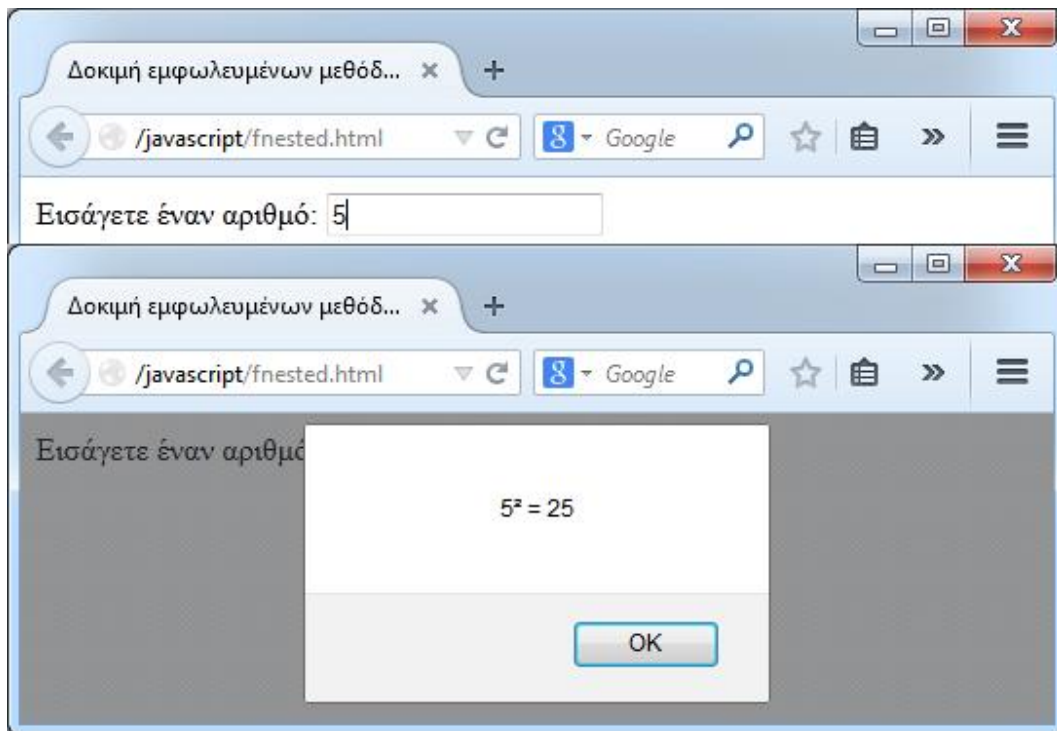 Δοκιμή εμφωλευμένων μεθόδ...
/javascript/fnested.html
Google
Εισάγετε έναν αριθμό: 5
Δοκιμή εμφωλευμένων μεθόδ...
/javascript/fnested.html
Google
Εισάγετε έναν αριθμό
5² = 25
OK